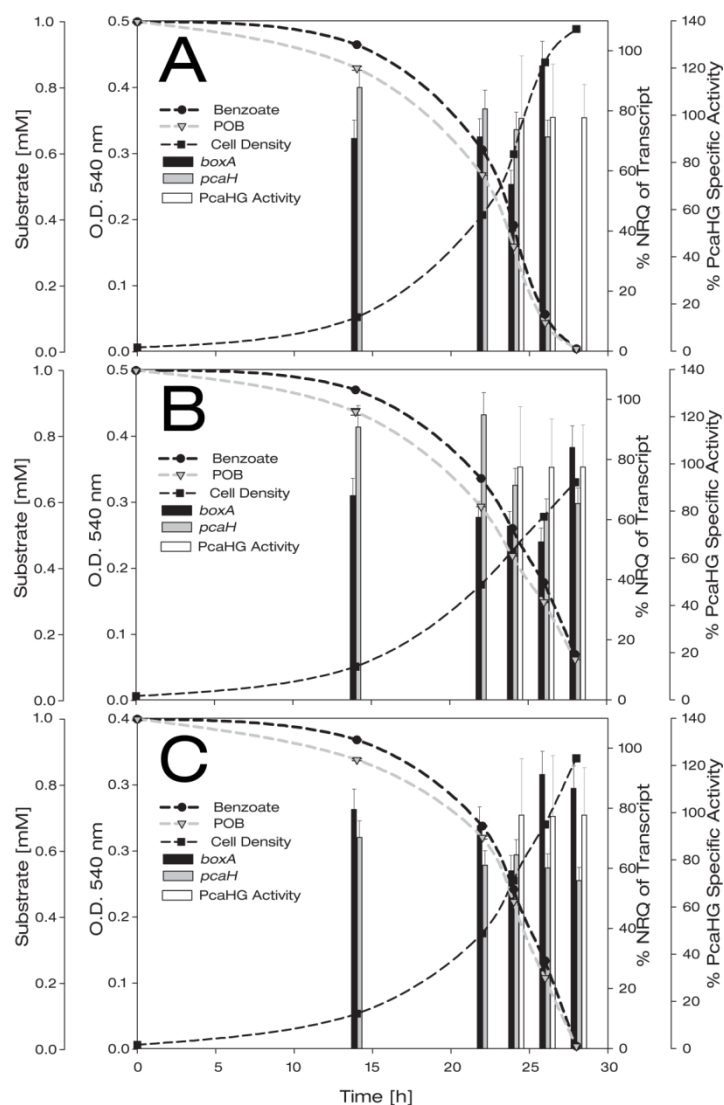 A
Benzoate
POB
Cell Density
boxA
pcaH
PcaHG Activity
Substrate [mM]
1.0
0.8
0.6
0.4
0.2
0.0
O.D. 540 nm
0.5
0.4
0.3
0.2
0.1
0.0
% NRQ of Transcript
100
80
60
40
20
0
% PcaHG Specific Activity
140
120
100
80
60
40
20
0
B
Benzoate
POB
Cell Density
boxA
pcaH
PcaHG Activity
Substrate [mM]
1.0
0.8
0.6
0.4
0.2
0.0
O.D. 540 nm
0.5
0.4
0.3
0.2
0.1
0.0
% NRQ of Transcript
100
80
60
40
20
0
% PcaHG Specific Activity
140
120
100
80
60
40
20
0
C
Benzoate
POB
Cell Density
boxA
pcaH
PcaHG Activity
Substrate [mM]
1.0
0.8
0.6
0.4
0.2
0.0
O.D. 540 nm
0.4
0.3
0.3
0.2
0.1
0.0
% NRQ of Transcript
100
80
60
40
20
0
% PcaHG Specific Activity
140
120
100
80
60
40
20
0
0 5 10 15 20 22 24 26 28 30
Time [h]